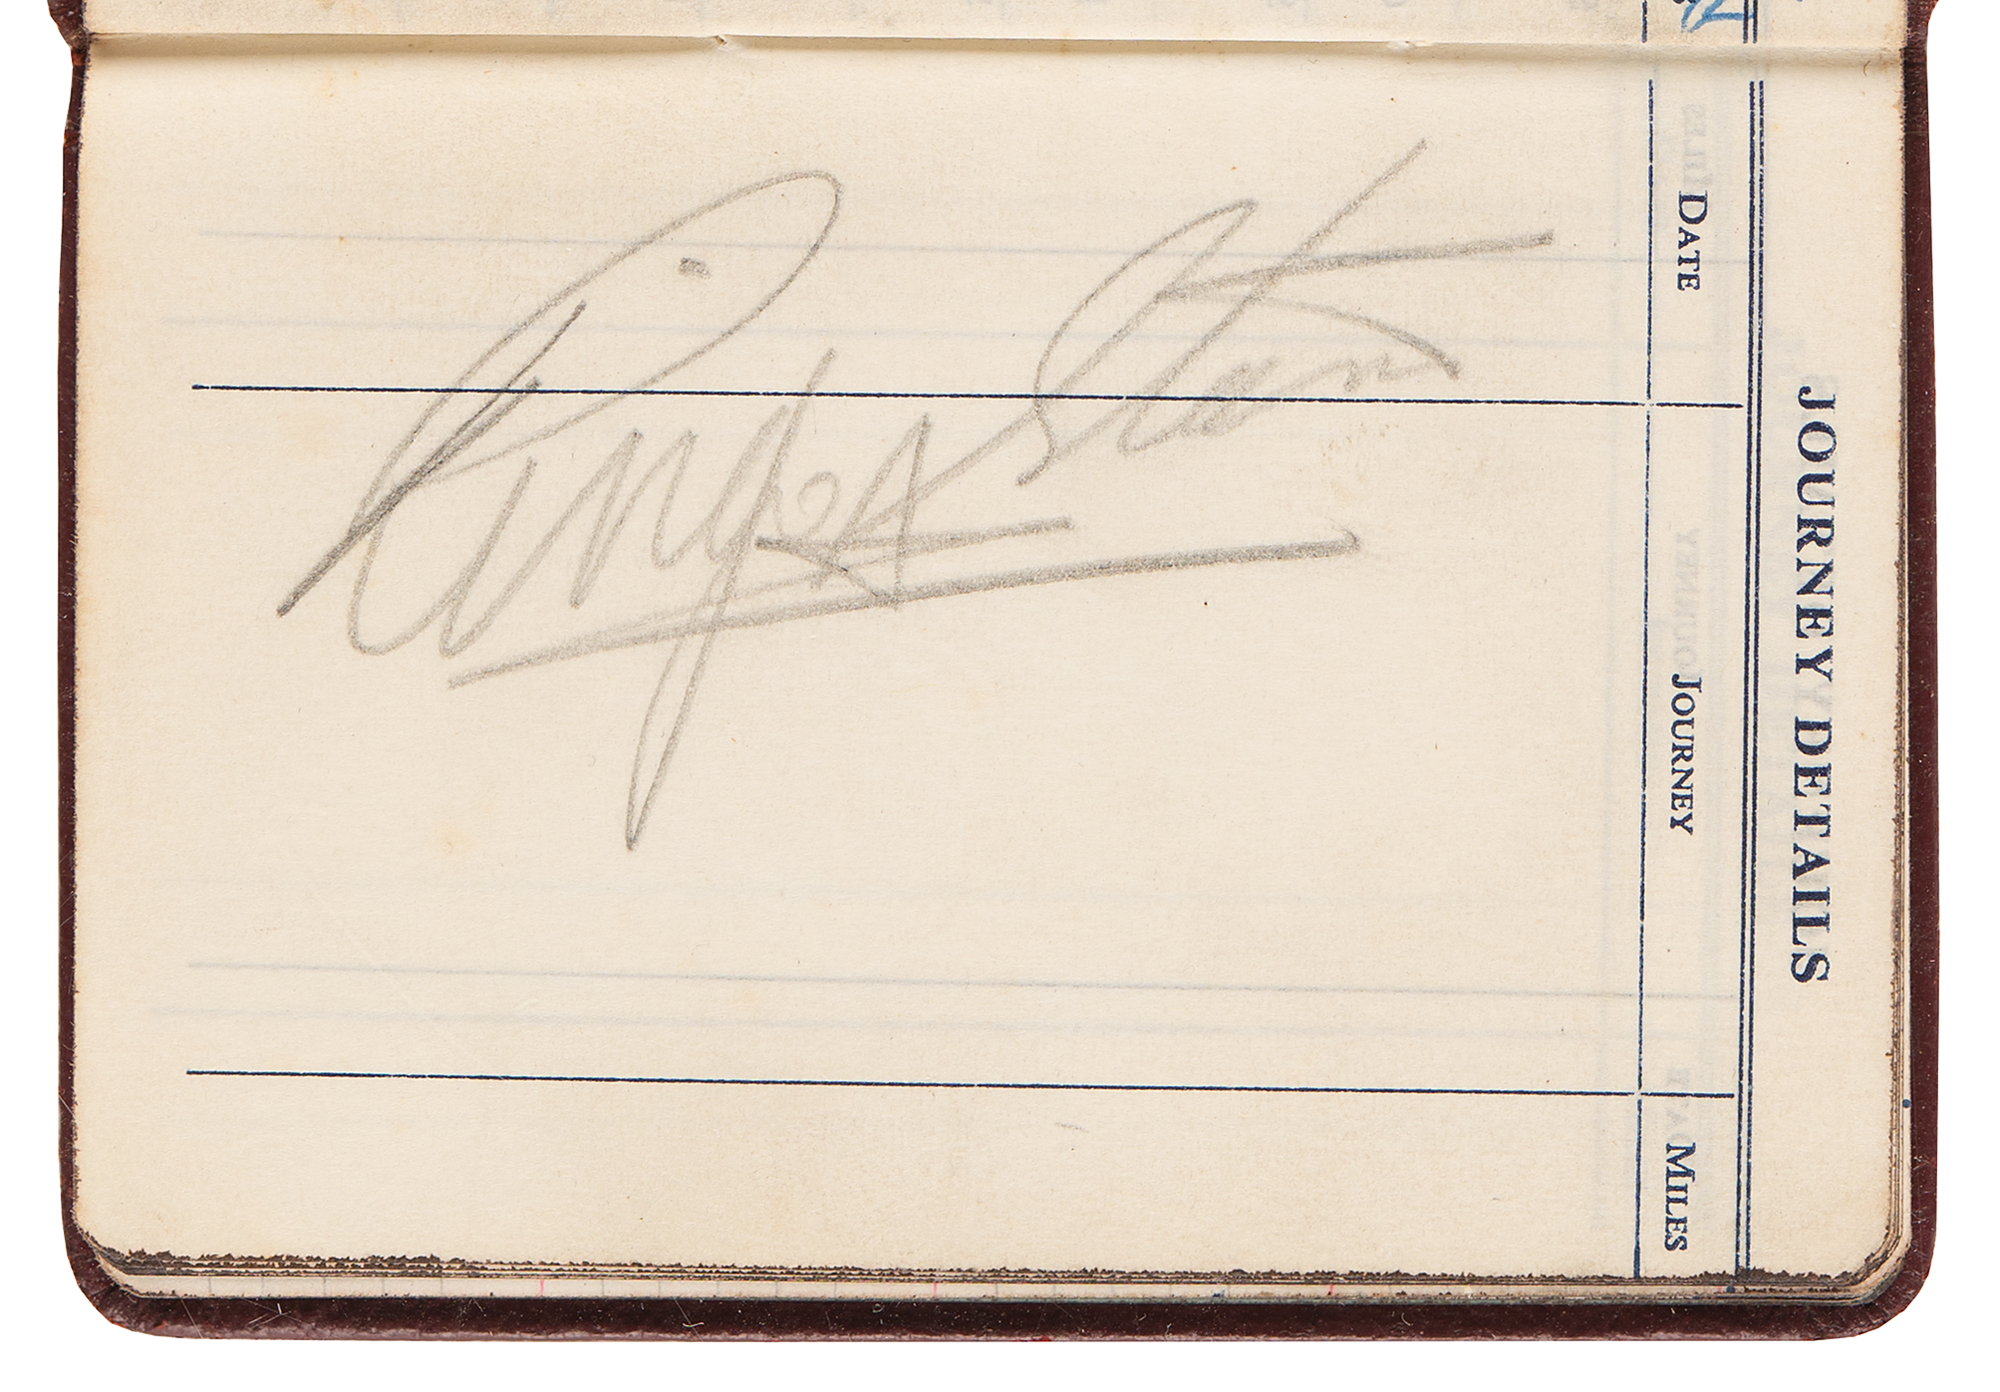 JOURNEY DETAILS
DATE JOURNEY MILES
Ringo Starr